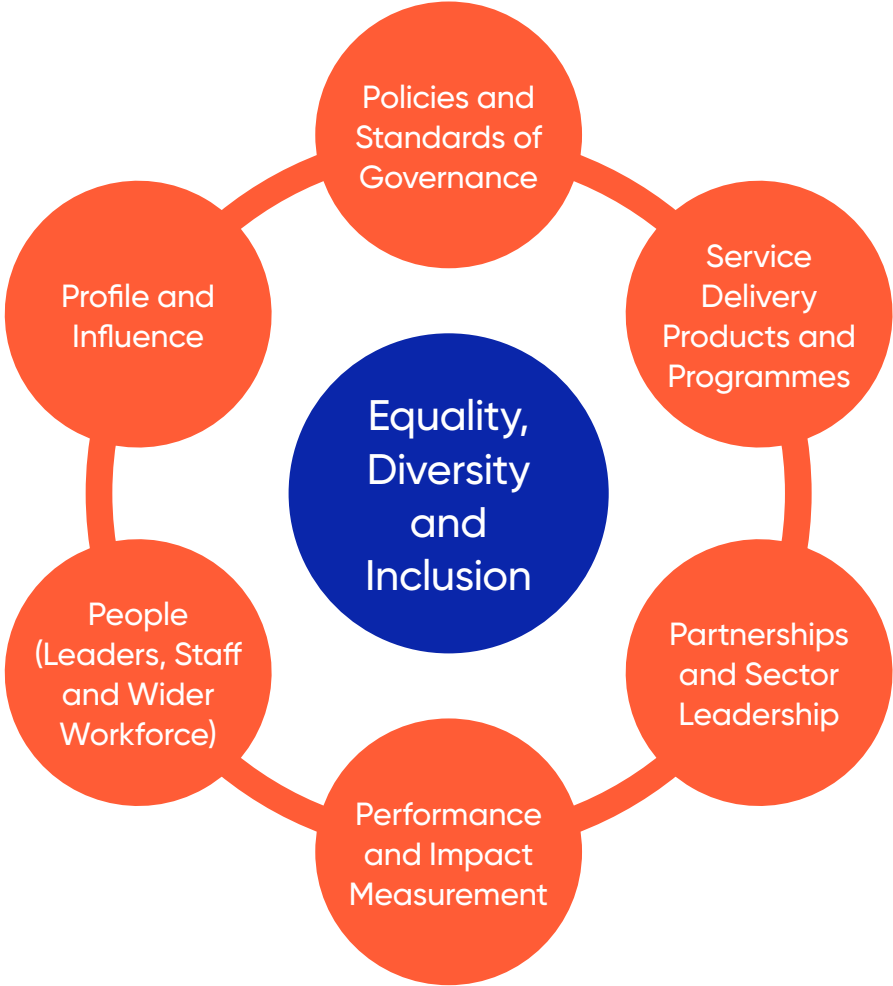 Policies and
Standards of
Governance
Service
Delivery
Products and
Programmes
Partnerships
and Sector
Leadership
Performance
and Impact
Measurement
People
(Leaders, Staff
and Wider
Workforce)
Profile and
Influence
Equality,
Diversity
and
Inclusion